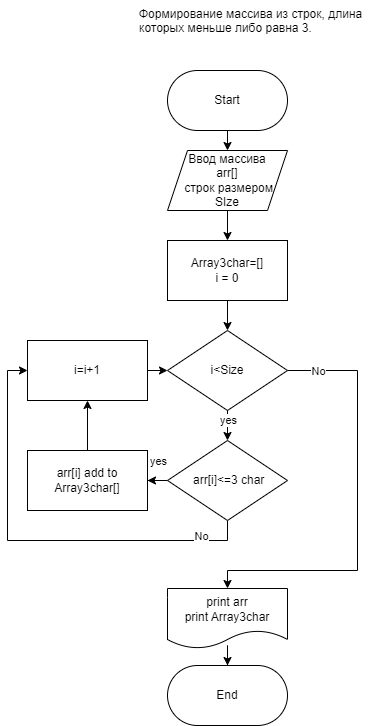 Формирование массива из строк, длина
которых меньше либо равна 3.
Start
Ввод массива
arr[]
строк размером
SIze
Array3char=[]
i = 0
i=i+1
i<Size
No
yes
arr[i] add to
Array3char[]
yes
arr[i]<=3 char
No
print arr
print Array3char
End